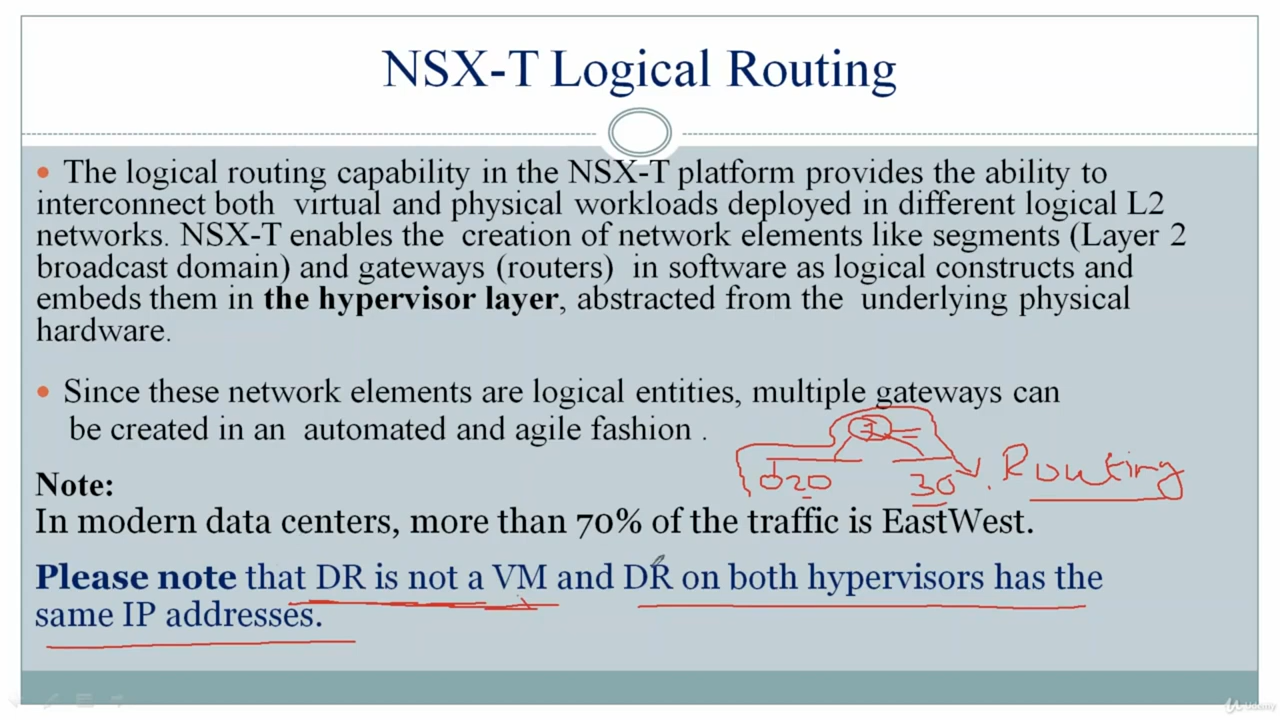 NSX-T Logical Routing
• The logical routing capability in the NSX-T platform provides the ability to
interconnect both virtual and physical workloads deployed in different logical L2
networks. NSX-T enables the creation of network elements like segments (Layer 2
broadcast domain) and gateways (routers) in software as logical constructs and
embeds them in the hypervisor layer, abstracted from the underlying physical
hardware.
• Since these network elements are logical entities, multiple gateways can
be created in an automated and agile fashion .
20
30
Routing
Note:
In modern data centers, more than 70% of the traffic is EastWest.
Please note that DR is not a VM and DR on both hypervisors has the
same IP addresses.
Udemy